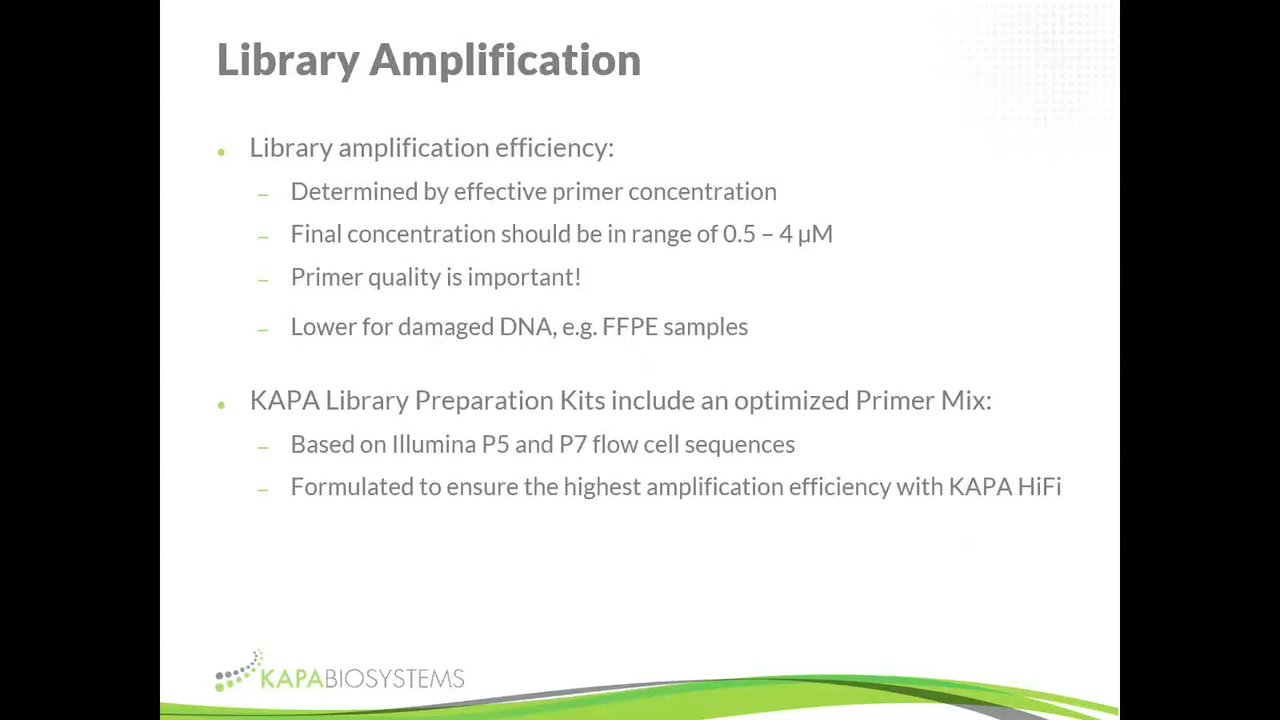 Library Amplification
• Library amplification efficiency:
– Determined by effective primer concentration
– Final concentration should be in range of 0.5 – 4 µM
– Primer quality is important!
– Lower for damaged DNA, e.g. FFPE samples
• KAPA Library Preparation Kits include an optimized Primer Mix:
– Based on Illumina P5 and P7 flow cell sequences
– Formulated to ensure the highest amplification efficiency with KAPA HiFi
KAPABIOSYSTEMS